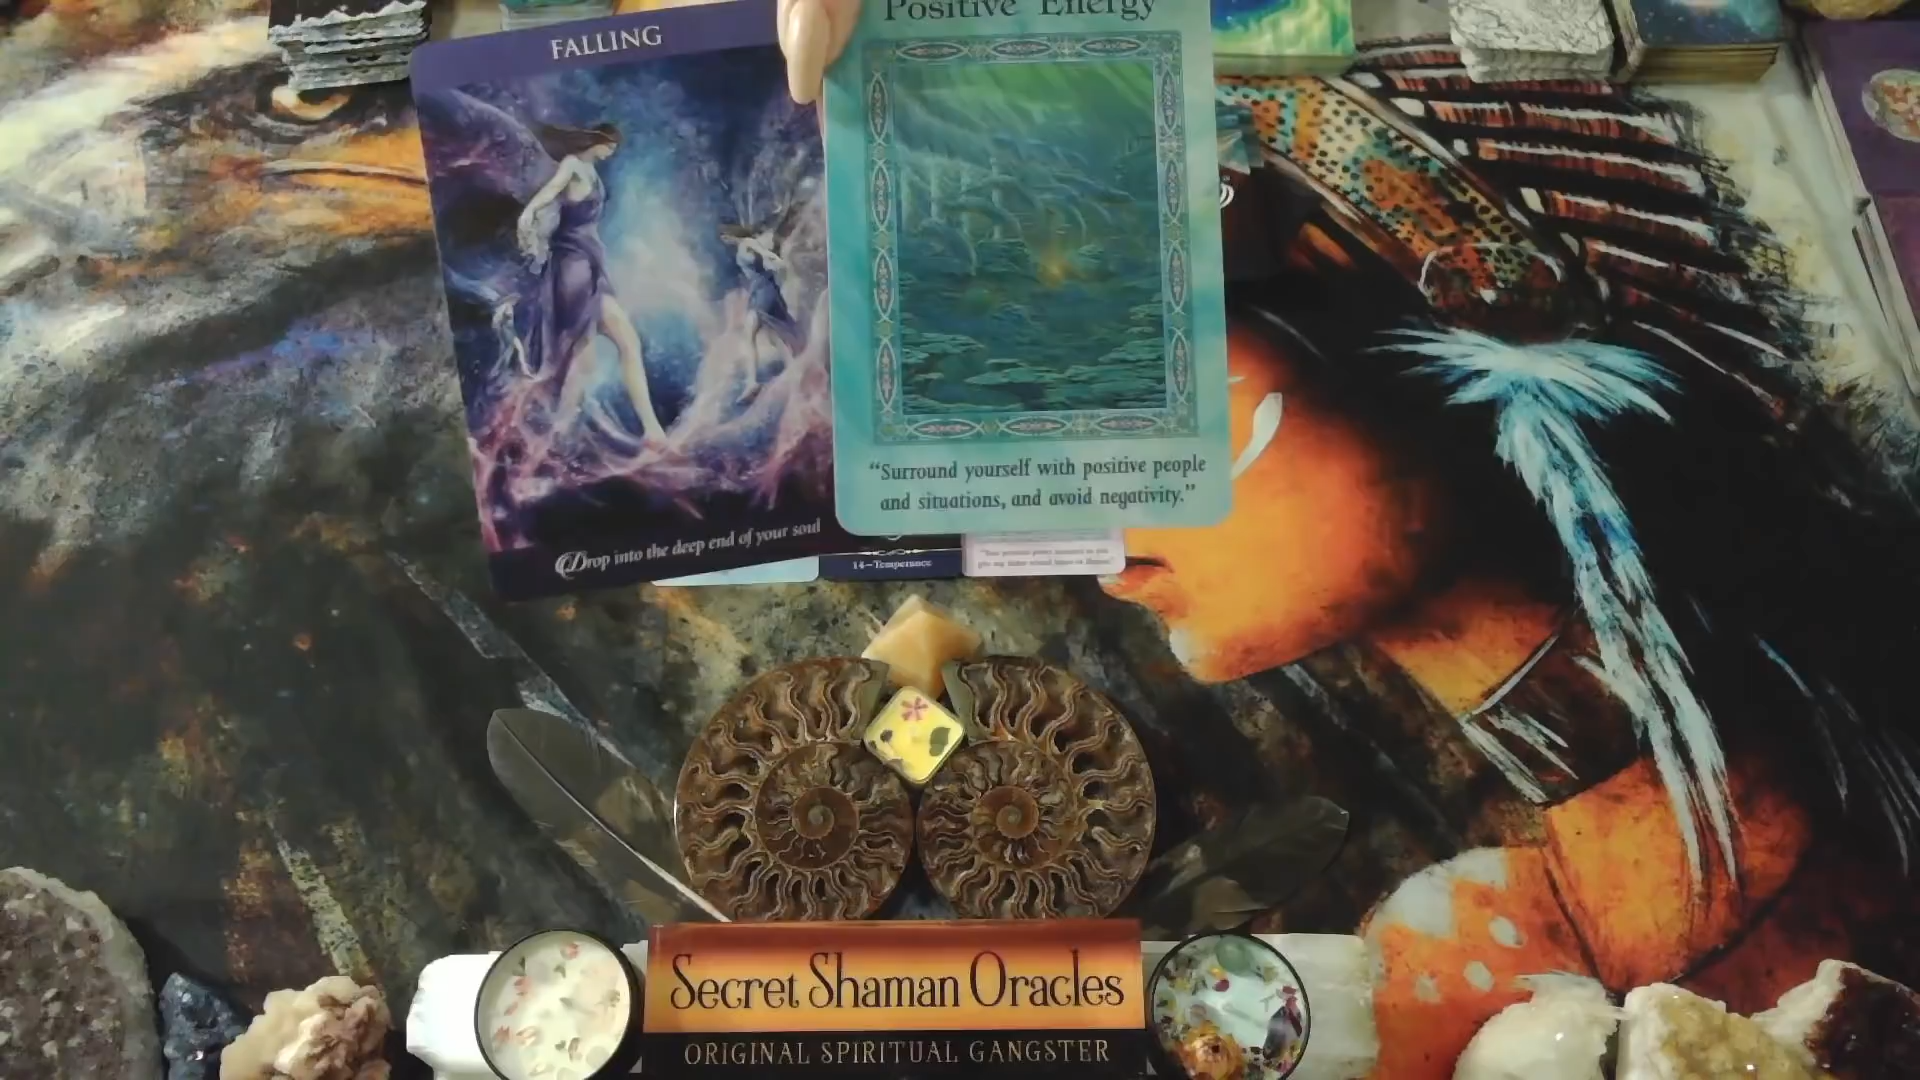 Positive Energy
FALLING
"Surround yourself with positive people
and situations, and avoid negativity."
Drop into the deep end of your soul
14—Temperance
Secret Shaman Oracles
ORIGINAL SPIRITUAL GANGSTER